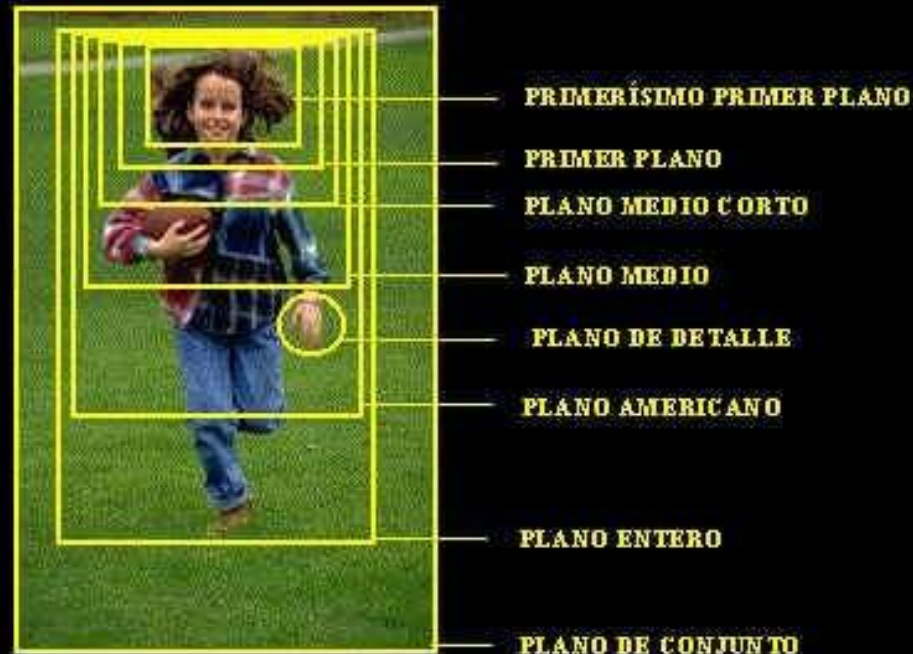 PRIMERÍSIMO PRIMER PLANO
PRIMER PLANO
PLANO MEDIO CORTO
PLANO MEDIO
PLANO DE DETALLE
PLANO AMERICANO
PLANO ENTERO
PLANO DE CONJUNTO